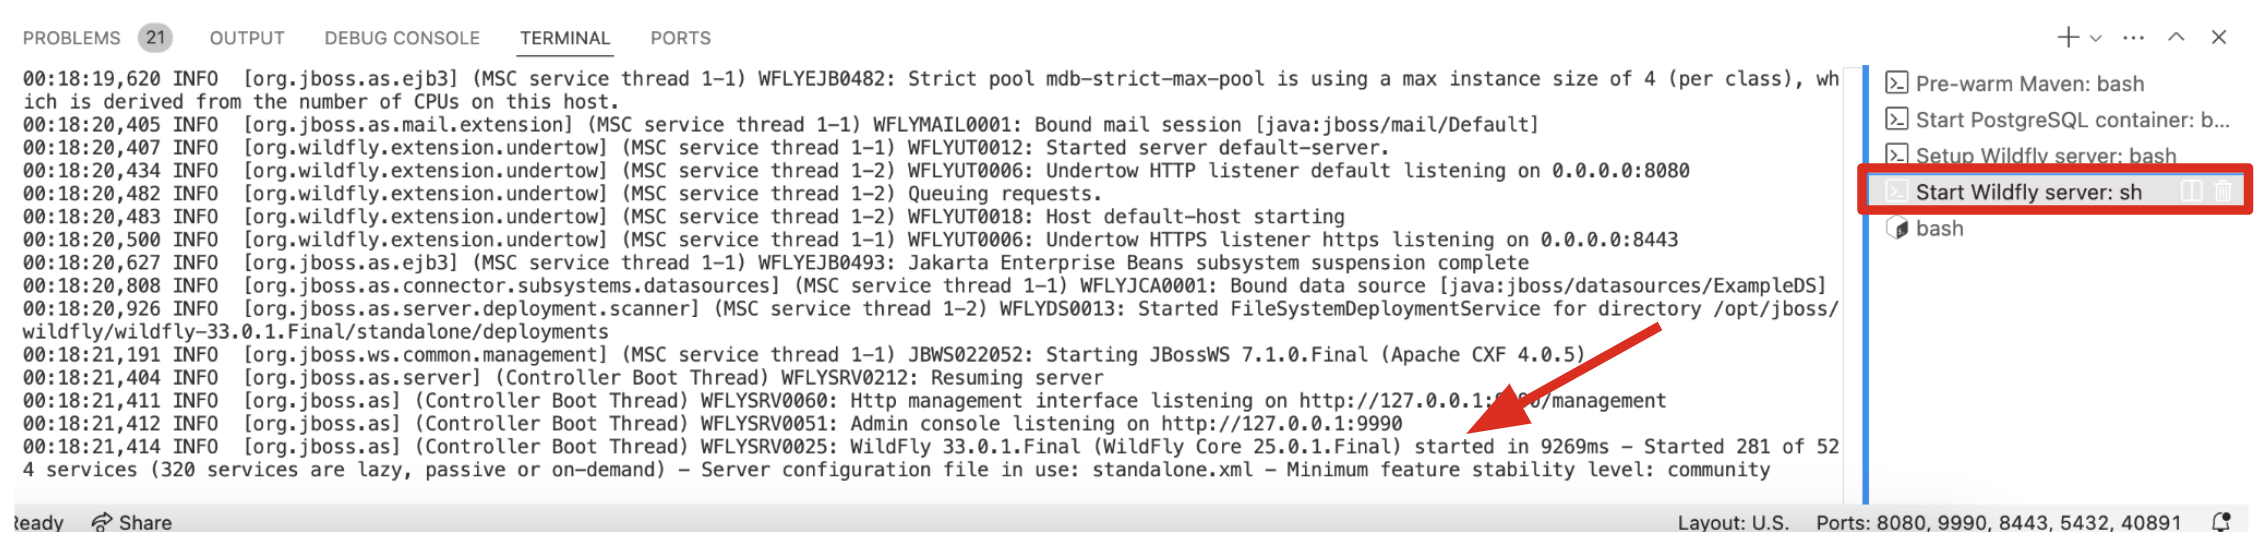 PROBLEMS 21 OUTPUT DEBUG CONSOLE TERMINAL PORTS
00:18:19,620 INFO  [org.jboss.as.ejb3] (MSC service thread 1-1) WFLYEJB0482: Strict pool mdb-strict-max-pool is using a max instance size of 4 (per class), wh
ich is derived from the number of CPUs on this host.
00:18:20,405 INFO  [org.jboss.as.mail.extension] (MSC service thread 1-1) WFLYMAIL0001: Bound mail session [java:jboss/mail/Default]
00:18:20,407 INFO  [org.wildfly.extension.undertow] (MSC service thread 1-1) WFLYUT0012: Started server default-server.
00:18:20,434 INFO  [org.wildfly.extension.undertow] (MSC service thread 1-2) WFLYUT0006: Undertow HTTP listener default listening on 0.0.0.0:8080
00:18:20,482 INFO  [org.wildfly.extension.undertow] (MSC service thread 1-2) Queuing requests.
00:18:20,483 INFO  [org.wildfly.extension.undertow] (MSC service thread 1-2) WFLYUT0018: Host default-host starting
00:18:20,500 INFO  [org.wildfly.extension.undertow] (MSC service thread 1-1) WFLYUT0006: Undertow HTTPS listener https listening on 0.0.0.0:8443
00:18:20,627 INFO  [org.jboss.as.ejb3] (MSC service thread 1-1) WFLYEJB0493: Jakarta Enterprise Beans subsystem suspension complete
00:18:20,808 INFO  [org.jboss.as.connector.subsystems.datasources] (MSC service thread 1-1) WFLYJCA0001: Bound data source [java:jboss/datasources/ExampleDS]
00:18:20,926 INFO  [org.jboss.as.server.deployment.scanner] (MSC service thread 1-2) WFLYDS0013: Started FileSystemDeploymentService for directory /opt/jboss/
wildfly/wildfly-33.0.1.Final/standalone/deployments
00:18:21,191 INFO  [org.jboss.ws.common.management] (MSC service thread 1-1) JBWS022052: Starting JBossWS 7.1.0.Final (Apache CXF 4.0.5)
00:18:21,404 INFO  [org.jboss.as.server] (Controller Boot Thread) WFLYSRV0212: Resuming server
00:18:21,411 INFO  [org.jboss.as] (Controller Boot Thread) WFLYSRV0060: Http management interface listening on
00:18:21,412 INFO  [org.jboss.as] (Controller Boot Thread) WFLYSRV0051: Admin console listening on http://127.0.0.1:9990
00:18:21,414 INFO  [org.jboss.as] (Controller Boot Thread) WFLYSRV0025: WildFly 33.0.1.Final (WildFly Core 25.0.1.Final) started in 9269ms - Started 281 of 52
4 services (320 services are lazy, passive or on-demand) - Server configuration file in use: standalone.xml - Minimum feature stability level: community
Pre-warm Maven: bash
Start PostgreSQL container: b...
Setup Wildfly server: bash
Start Wildfly server: sh
bash
Share Layout: U.S. Ports: 8080, 9990, 8443, 5432, 40891